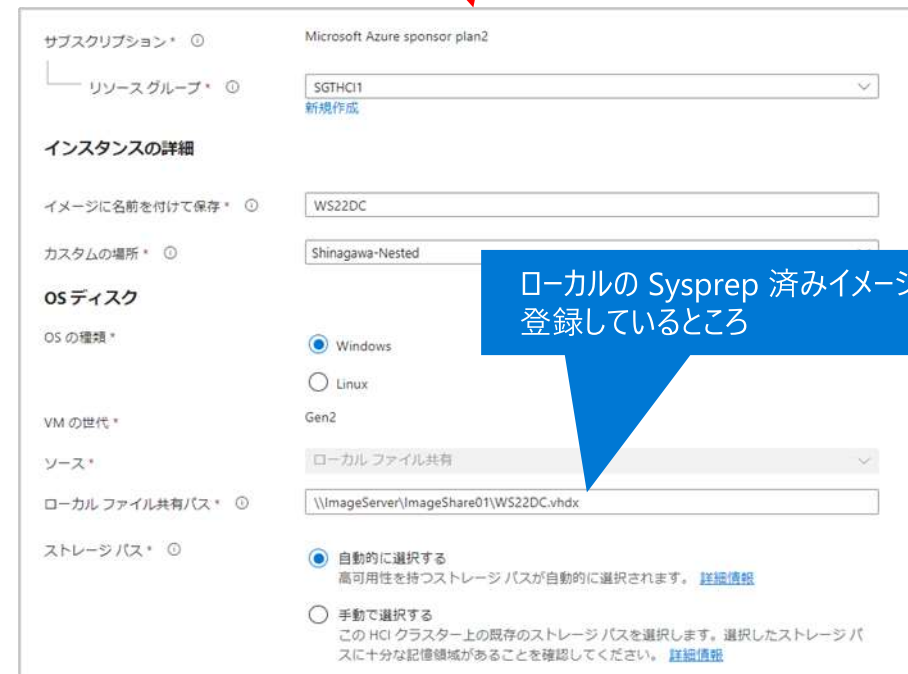 サブスクリプション *
Microsoft Azure sponsor plan2
リソース グループ *
SGTHCI1
新規作成
インスタンスの詳細
イメージに名前を付けて保存 *
WS22DC
カスタムの場所 *
Shinagawa-Nested
ローカルの Sysprep 済みイメージ
登録しているところ
OS ディスク
OS の種類 *
Windows
Linux
VM の世代 *
Gen2
ソース *
ローカル ファイル共有
ローカル ファイル共有パス *
\\ImageServer\ImageShare01\WS22DC.vhdx
ストレージ パス *
自動的に選択する
高可用性を持つストレージ パスが自動的に選択されます。 詳細情報
手動で選択する
この HCI クラスター上の既存のストレージ パスを選択します。選択したストレージ パ
スに十分な記憶領域があることを確認してください。 詳細情報